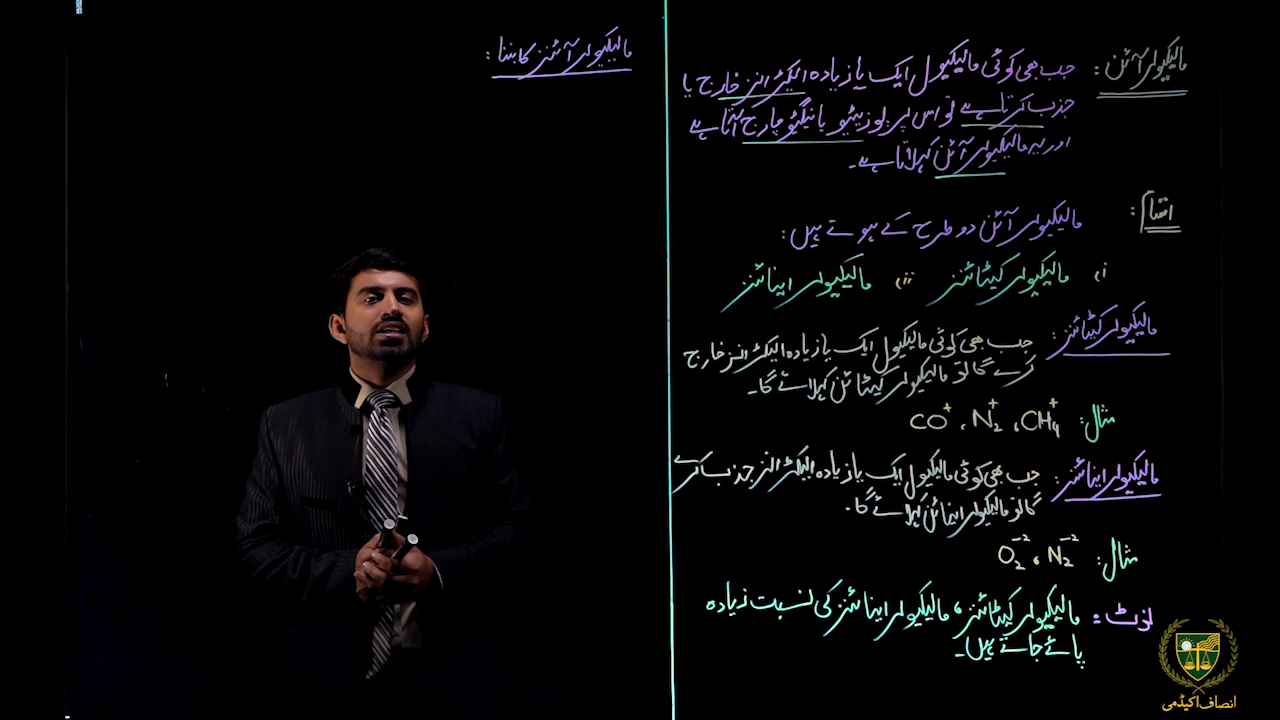 مالیکیولر آئن:
جب بھی کوئی مالیکیول ایک یا زیادہ الیکٹرانز خارج یا
جذب کرتا ہے تو اس پر پوزیٹیو یا نیگیٹو چارج آتا ہے
اور یہ مالیکیولر آئن کہلاتا ہے۔
اقسام:
مالیکیولر آئن دو طرح کے ہوتے ہیں:
(i مالیکیولر کیٹائنز (ii مالیکیولر اینائنز
مالیکیولر کیٹائنز:
جب بھی کوئی مالیکیول ایک یا زیادہ الیکٹرانز خارج
کرے گا تو مالیکیولر کیٹائن کہلائے گا۔
مثال: CH₄⁺ ، N₂⁺ ، CO⁺
مالیکیولر اینائنز:
جب بھی کوئی مالیکیول ایک یا زیادہ الیکٹرانز جذب کرے
گا تو مالیکیولر اینائن کہلائے گا۔
مثال: N₂⁻² ، O₂⁻²
نوٹ: مالیکیولر کیٹائنز، مالیکیولر اینائنز کی نسبت زیادہ
پائے جاتے ہیں۔
مالیکیولر آئنز کا بننا:
انصاف اکیڈمی